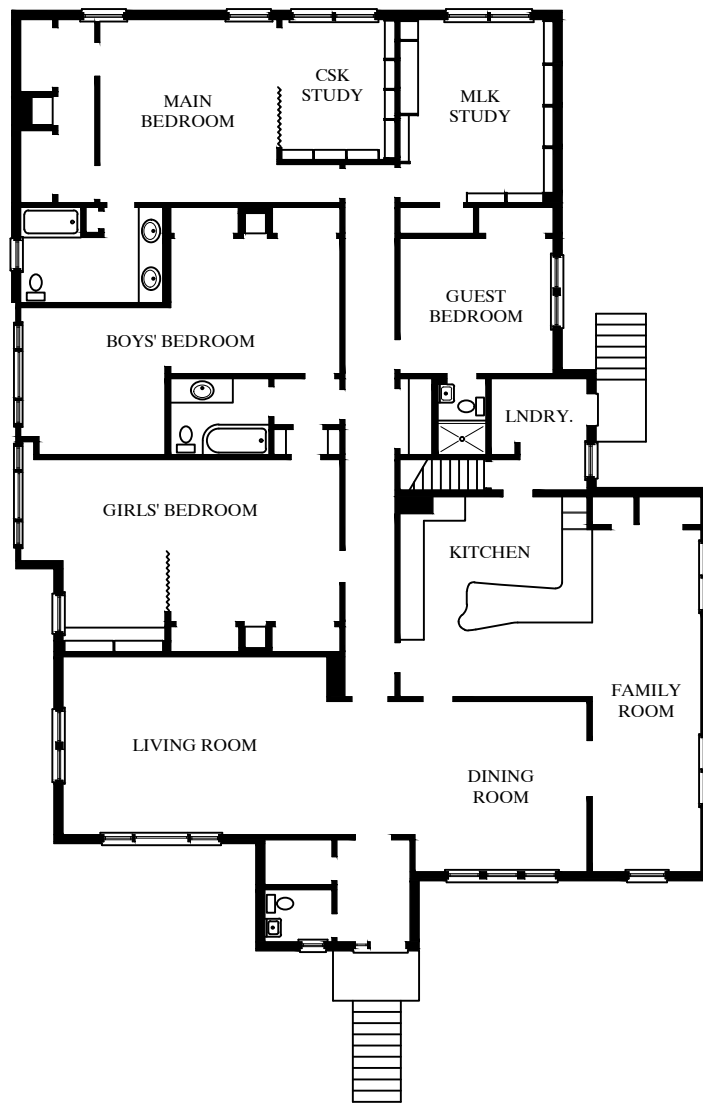 CSK
STUDY
MAIN
BEDROOM
MLK
STUDY
GUEST
BEDROOM
BOYS' BEDROOM
LNDRY.
GIRLS' BEDROOM
KITCHEN
FAMILY
ROOM
LIVING ROOM
DINING
ROOM